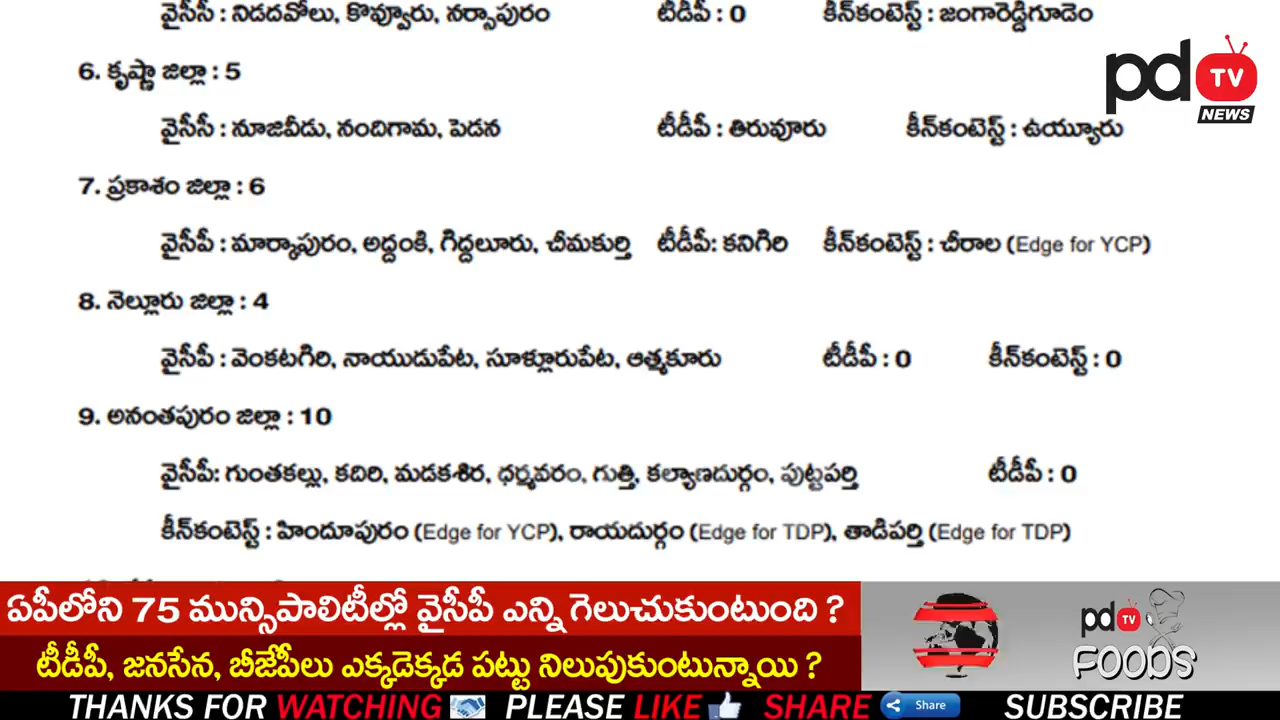 వైసీసీ : నిడదవోలు, కొవ్వూరు, నర్సాపురం టీడీపీ : 0 కీన్‌కంటెస్ట్ : జంగారెడ్డిగూడెం
6. కృష్ణా జిల్లా : 5
వైసీసీ : నూజివీడు, నందిగామ, పెడన టీడీపీ : తిరువూరు కీన్‌కంటెస్ట్ : ఉయ్యూరు
7. ప్రకాశం జిల్లా : 6
వైసీపీ : మార్కాపురం, అద్దంకి, గిద్దలూరు, చీమకుర్తి టీడీపీ: కనిగిరి కీన్‌కంటెస్ట్ : చీరాల (Edge for YCP)
8. నెల్లూరు జిల్లా : 4
వైసీపీ : వెంకటగిరి, నాయుడుపేట, సూళ్లూరుపేట, ఆత్మకూరు టీడీపీ : 0 కీన్‌కంటెస్ట్ : 0
9. అనంతపురం జిల్లా : 10
వైసీపీ: గుంతకల్లు, కదిరి, మడకశిర, ధర్మవరం, గుత్తి, కల్యాణదుర్గం, పుట్టపర్తి టీడీపీ : 0
కీన్‌కంటెస్ట్ : హిందూపురం (Edge for YCP), రాయదుర్గం (Edge for TDP), తాడిపర్తి (Edge for TDP)
pd TV NEWS
ఏపీలోని 75 మున్సిపాలిటీల్లో వైసీపీ ఎన్ని గెలుచుకుంటుంది ?
టీడీపీ, జనసేన, బీజేపీలు ఎక్కడెక్కడ పట్టు నిలుపుకుంటున్నాయి ?
pd TV
FOODS
THANKS FOR WATCHING PLEASE LIKE SHARE Share SUBSCRIBE